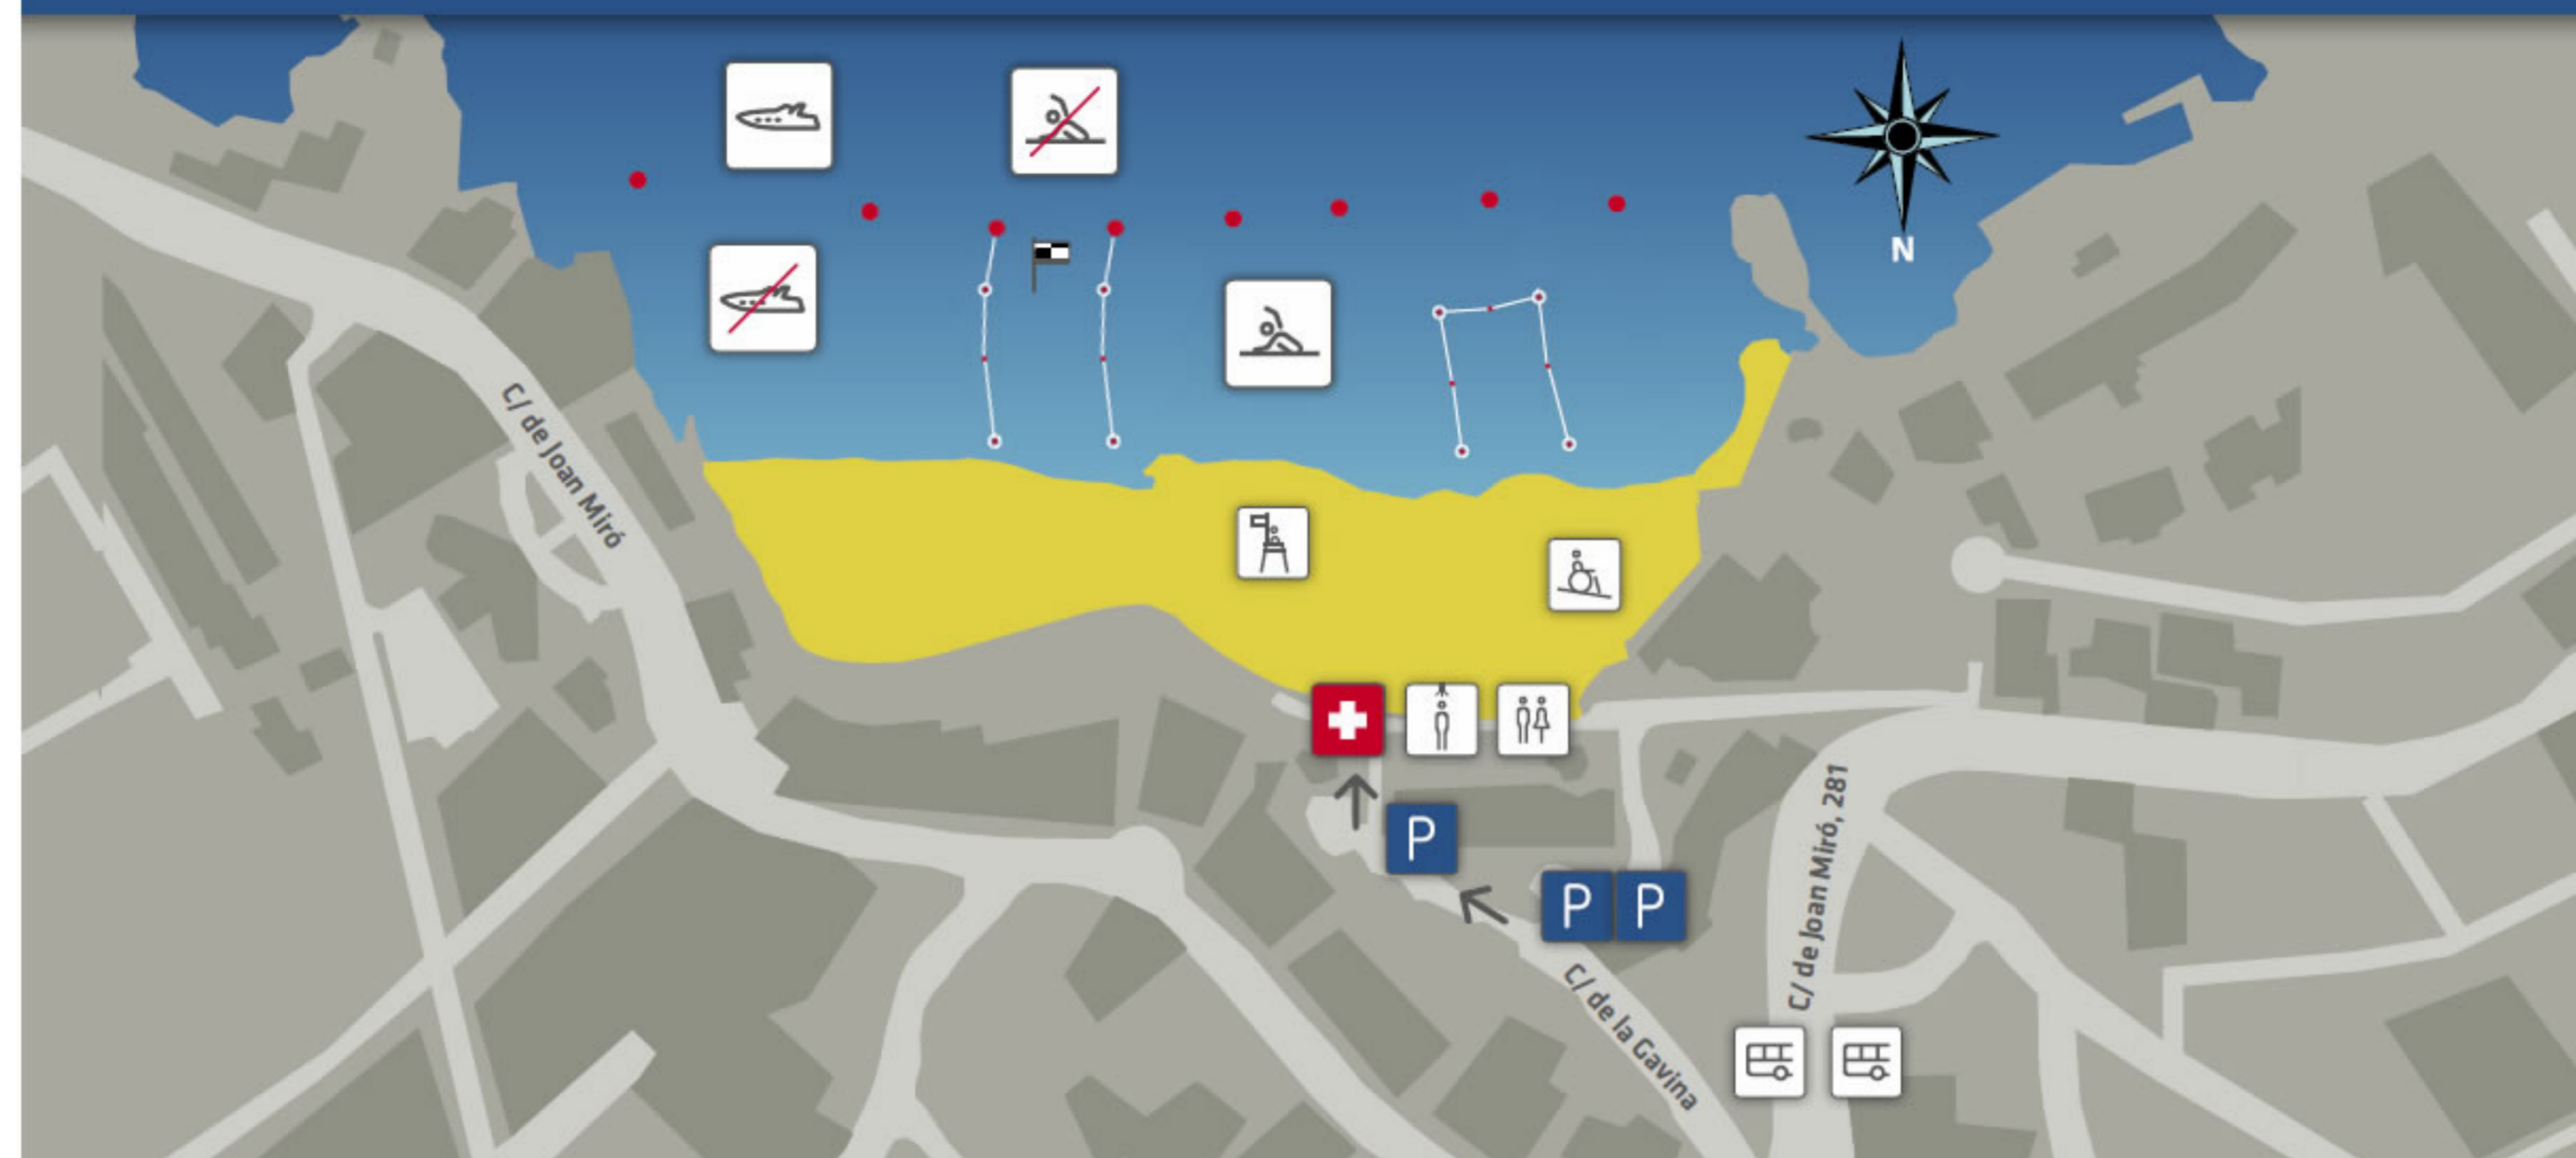 N
C/ de Joan Miró
P
P P
C/ de Joan Miró, 281
C/ de la Gavina